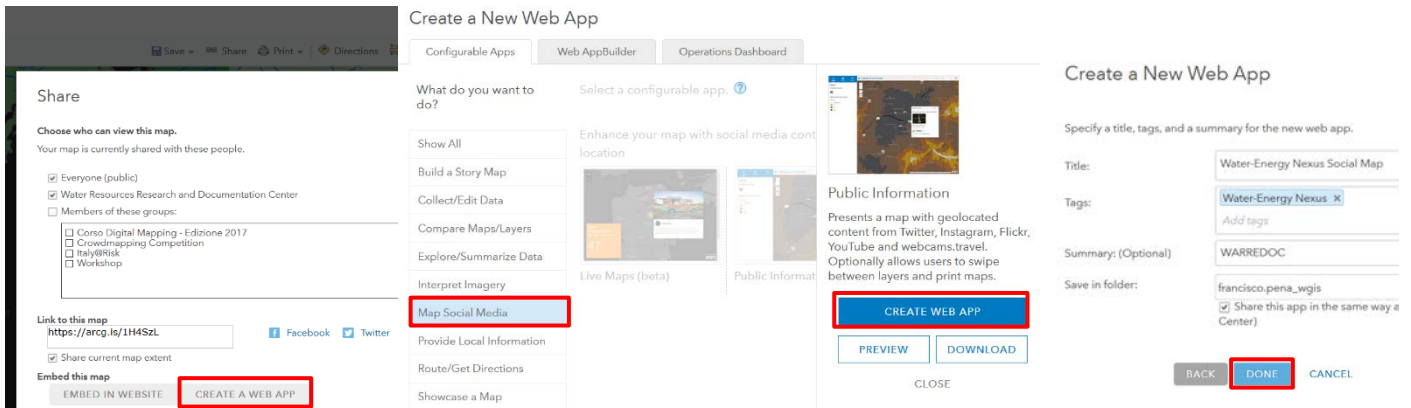 Save Share Print Directions
Share
Choose who can view this map.
Your map is currently shared with these people.
Everyone (public)
Water Resources Research and Documentation Center
Members of these groups:
Corso Digital Mapping - Edizione 2017
Crowdmapping Competition
Italy@Risk
Workshop
Link to this map
https://arcg.is/1H4SzL
Facebook Twitter
Share current map extent
Embed this map
EMBED IN WEBSITE CREATE A WEB APP
Create a New Web App
Configurable Apps Web AppBuilder Operations Dashboard
What do you want to
do?
Show All
Build a Story Map
Collect/Edit Data
Compare Maps/Layers
Explore/Summarize Data
Interpret Imagery
Map Social Media
Provide Local Information
Route/Get Directions
Showcase a Map
Select a configurable app.
Enhance your map with social media cont
location
47
Live Maps (beta) Public Informat
Public Information
Presents a map with geolocated
content from Twitter, Instagram, Flickr,
YouTube and webcams.travel.
Optionally allows users to swipe
between layers and print maps.
CREATE WEB APP
PREVIEW DOWNLOAD
CLOSE
Create a New Web App
Specify a title, tags, and a summary for the new web app.
Title: Water-Energy Nexus Social Map
Tags: Water-Energy Nexus ×
Add tags
Summary: (Optional) WARREDOC
Save in folder: francisco.pena_wgis
Share this app in the same way a
Center)
BACK DONE CANCEL